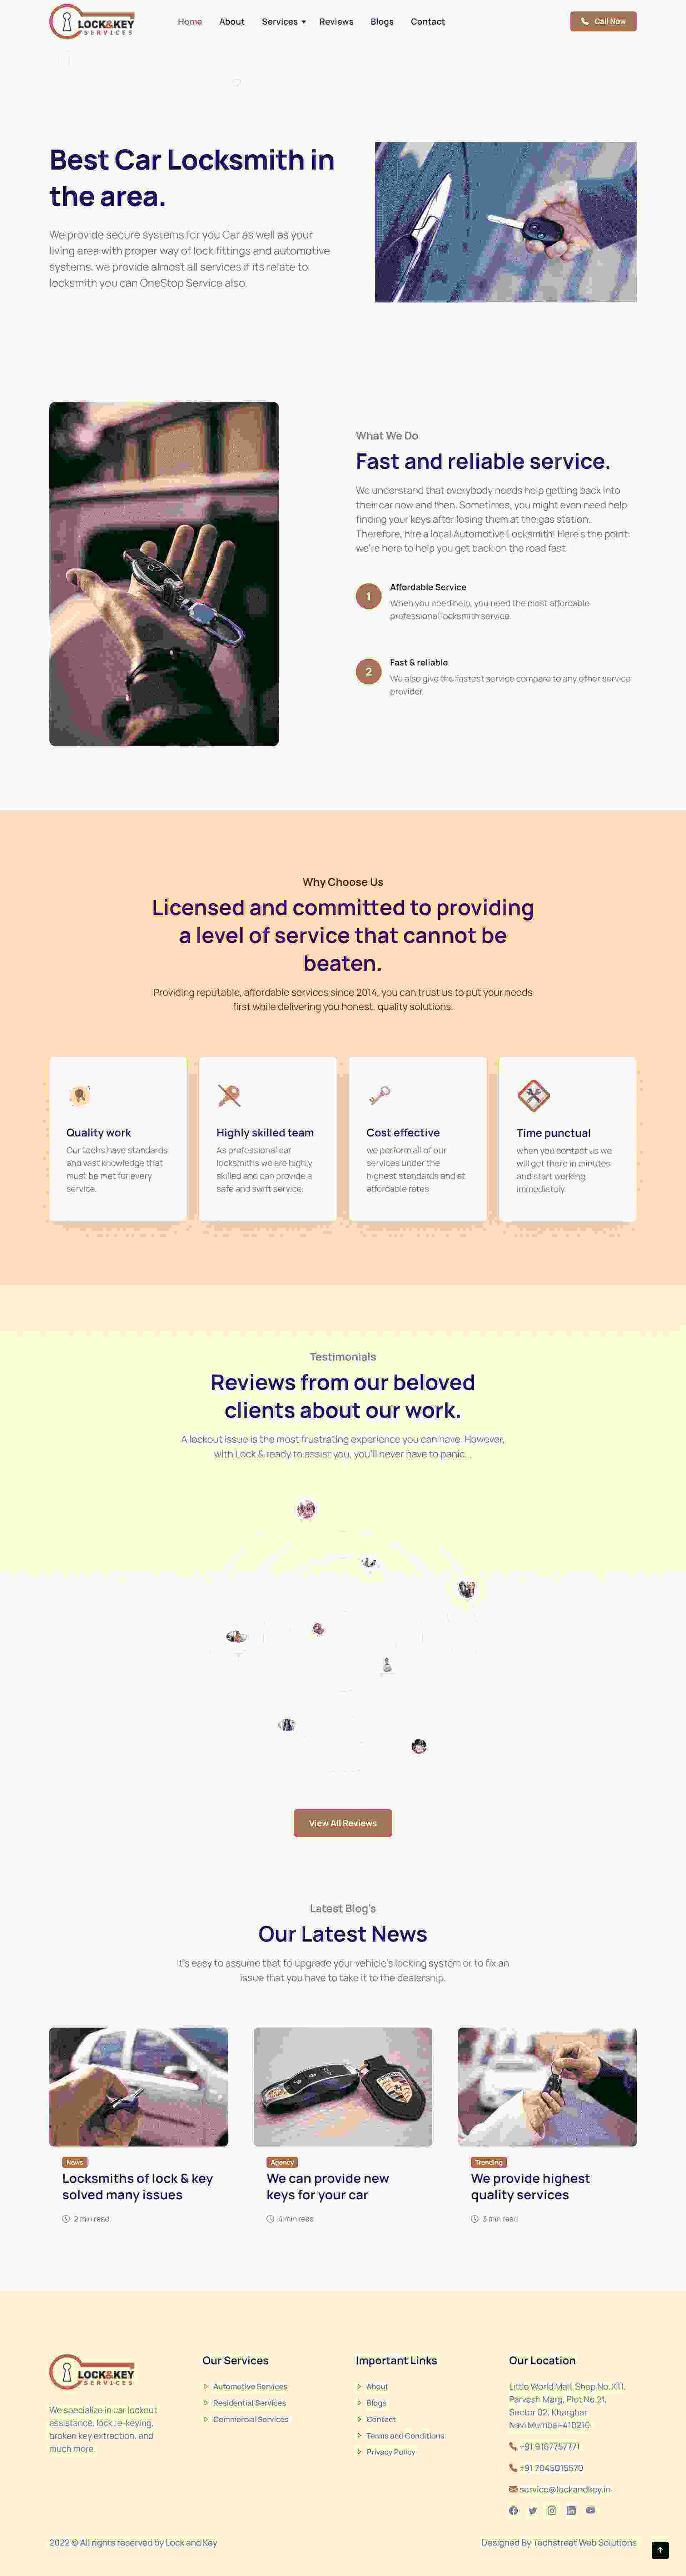 LOCK&KEY
SERVICES
Home About Services Reviews Blogs Contact
Call Now
Best Car Locksmith in
the area.
We provide secure systems for you Car as well as your
living area with proper way of lock fittings and automotive
systems. we provide almost all services if its relate to
locksmith you can OneStop Service also.
What We Do
Fast and reliable service.
We understand that everybody needs help getting back into
their car now and then. Sometimes, you might even need help
finding your keys after losing them at the gas station.
Therefore, hire a local Automotive Locksmith! Here's the point:
we're here to help you get back on the road fast.
1
Affordable Service
When you need help, you need the most affordable
professional locksmith service.
2
Fast & reliable
We also give the fastest service compare to any other service
provider.
Why Choose Us
Licensed and committed to providing
a level of service that cannot be
beaten.
Providing reputable, affordable services since 2014, you can trust us to put your needs
first while delivering you honest, quality solutions.
Quality work
Our techs have standards
and vast knowledge that
must be met for every
service.
Highly skilled team
As professional car
locksmiths we are highly
skilled and can provide a
safe and swift service.
Cost effective
we perform all of our
services under the
highest standards and at
affordable rates
Time punctual
when you contact us we
will get there in minutes
and start working
immediately.
Testimonials
Reviews from our beloved
clients about our work.
A lockout issue is the most frustrating experience you can have. However,
with Lock & ready to assist you, you'll never have to panic...
View All Reviews
Latest Blog's
Our Latest News
It's easy to assume that to upgrade your vehicle's locking system or to fix an
issue that you have to take it to the dealership.
News
Locksmiths of lock & key
solved many issues
2 min read
Agency
We can provide new
keys for your car
4 min read
Trending
We provide highest
quality services
3 min read
LOCK&KEY
SERVICES
We specialize in car lockout
assistance, lock re-keying,
broken key extraction, and
much more.
Our Services
Automotive Services
Residential Services
Commercial Services
Important Links
About
Blogs
Contact
Terms and Conditions
Privacy Policy
Our Location
Little World Mall, Shop No. K11,
Parvesh Marg, Plot No 21,
Sector 02, Kharghar
Navi Mumbai-410210
+91 9167757771
+91 7045015570
service@lockandkey.in
2022 © All rights reserved by Lock and Key
Designed By Techstreet Web Solutions